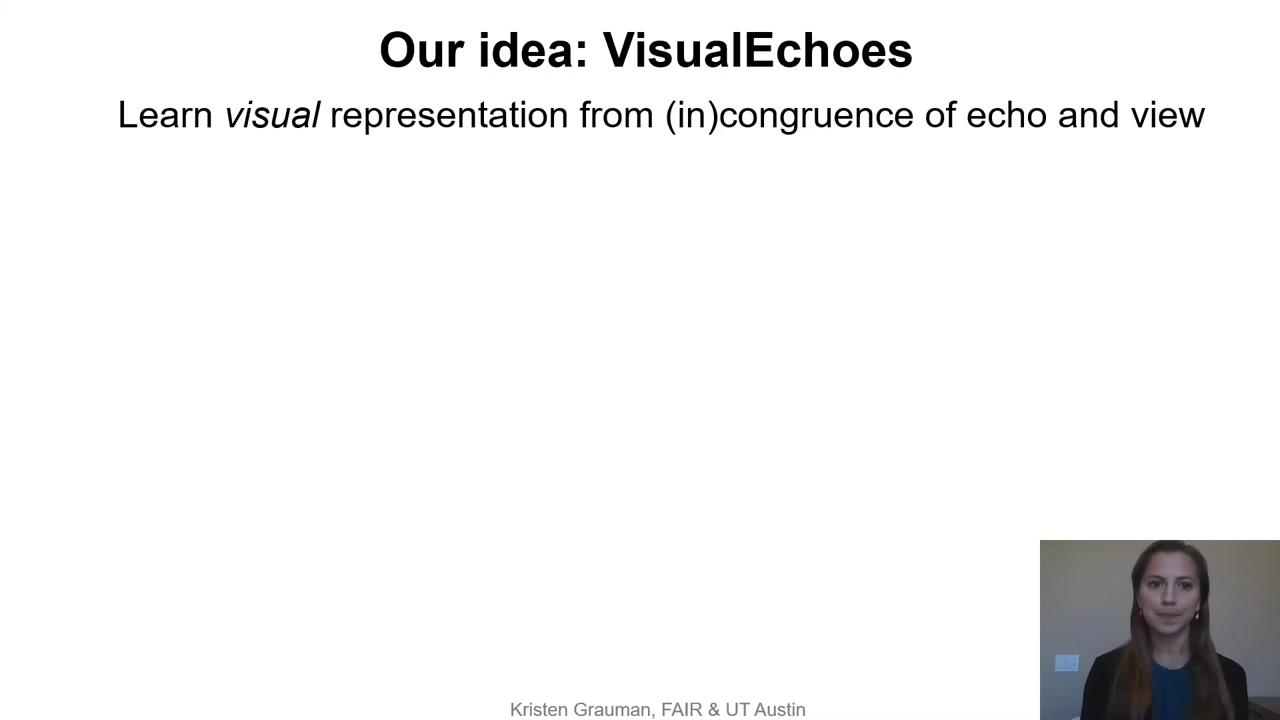 Our idea: VisualEchoes
Learn visual representation from (in)congruence of echo and view
Kristen Grauman, FAIR & UT Austin